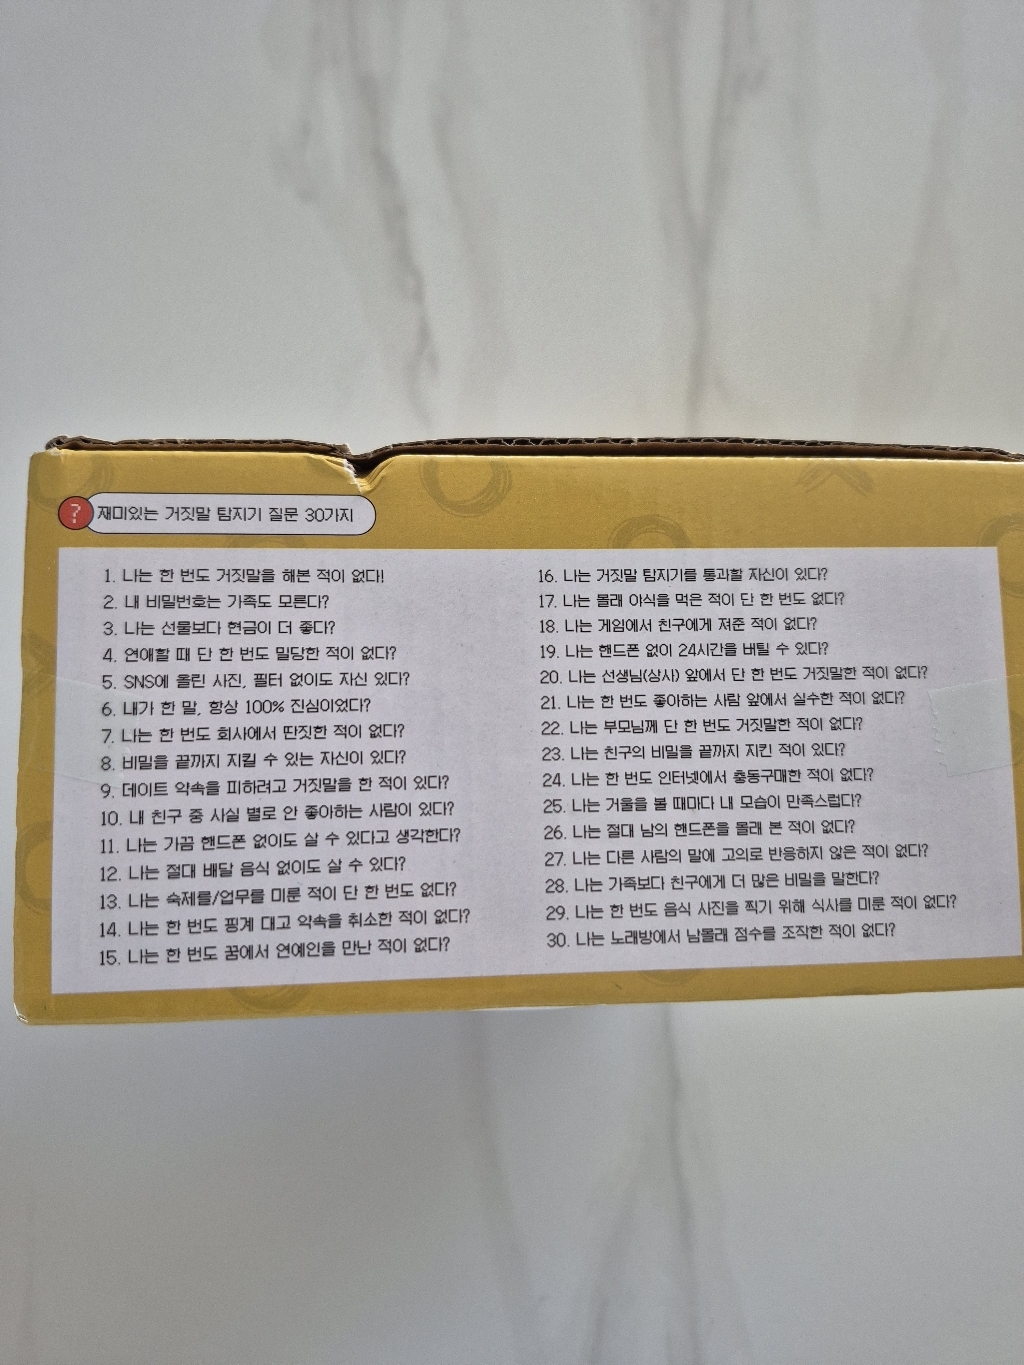 ? 재미있는 거짓말 탐지기 질문 30가지
1. 나는 한 번도 거짓말을 해본 적이 없다!
2. 내 비밀번호는 가족도 모른다?
3. 나는 선물보다 현금이 더 좋다?
4. 연애할 때 단 한 번도 밀당한 적이 없다?
5. SNS에 올린 사진, 필터 없이도 자신 있다?
6. 내가 한 말, 항상 100% 진심이었다?
7. 나는 한 번도 회사에서 딴짓한 적이 없다?
8. 비밀을 끝까지 지킬 수 있는 자신이 있다?
9. 데이트 약속을 피하려고 거짓말을 한 적이 있다?
10. 내 친구 중 사실 별로 안 좋아하는 사람이 있다?
11. 나는 가끔 핸드폰 없이도 살 수 있다고 생각한다?
12. 나는 절대 배달 음식 없이도 살 수 있다?
13. 나는 숙제를/업무를 미룬 적이 단 한 번도 없다?
14. 나는 한 번도 핑계 대고 약속을 취소한 적이 없다?
15. 나는 한 번도 꿈에서 연예인을 만난 적이 없다?
16. 나는 거짓말 탐지기를 통과할 자신이 있다?
17. 나는 몰래 야식을 먹은 적이 단 한 번도 없다?
18. 나는 게임에서 친구에게 져준 적이 없다?
19. 나는 핸드폰 없이 24시간을 버틸 수 있다?
20. 나는 선생님(상사) 앞에서 단 한 번도 거짓말한 적이 없다?
21. 나는 한 번도 좋아하는 사람 앞에서 실수한 적이 없다?
22. 나는 부모님께 단 한 번도 거짓말한 적이 없다?
23. 나는 친구의 비밀을 끝까지 지킨 적이 있다?
24. 나는 한 번도 인터넷에서 충동구매한 적이 없다?
25. 나는 거울을 볼 때마다 내 모습이 만족스럽다?
26. 나는 절대 남의 핸드폰을 몰래 본 적이 없다?
27. 나는 다른 사람의 말에 고의로 반응하지 않은 적이 없다?
28. 나는 가족보다 친구에게 더 많은 비밀을 말한다?
29. 나는 한 번도 음식 사진을 찍기 위해 식사를 미룬 적이 없다?
30. 나는 노래방에서 남몰래 점수를 조작한 적이 없다?